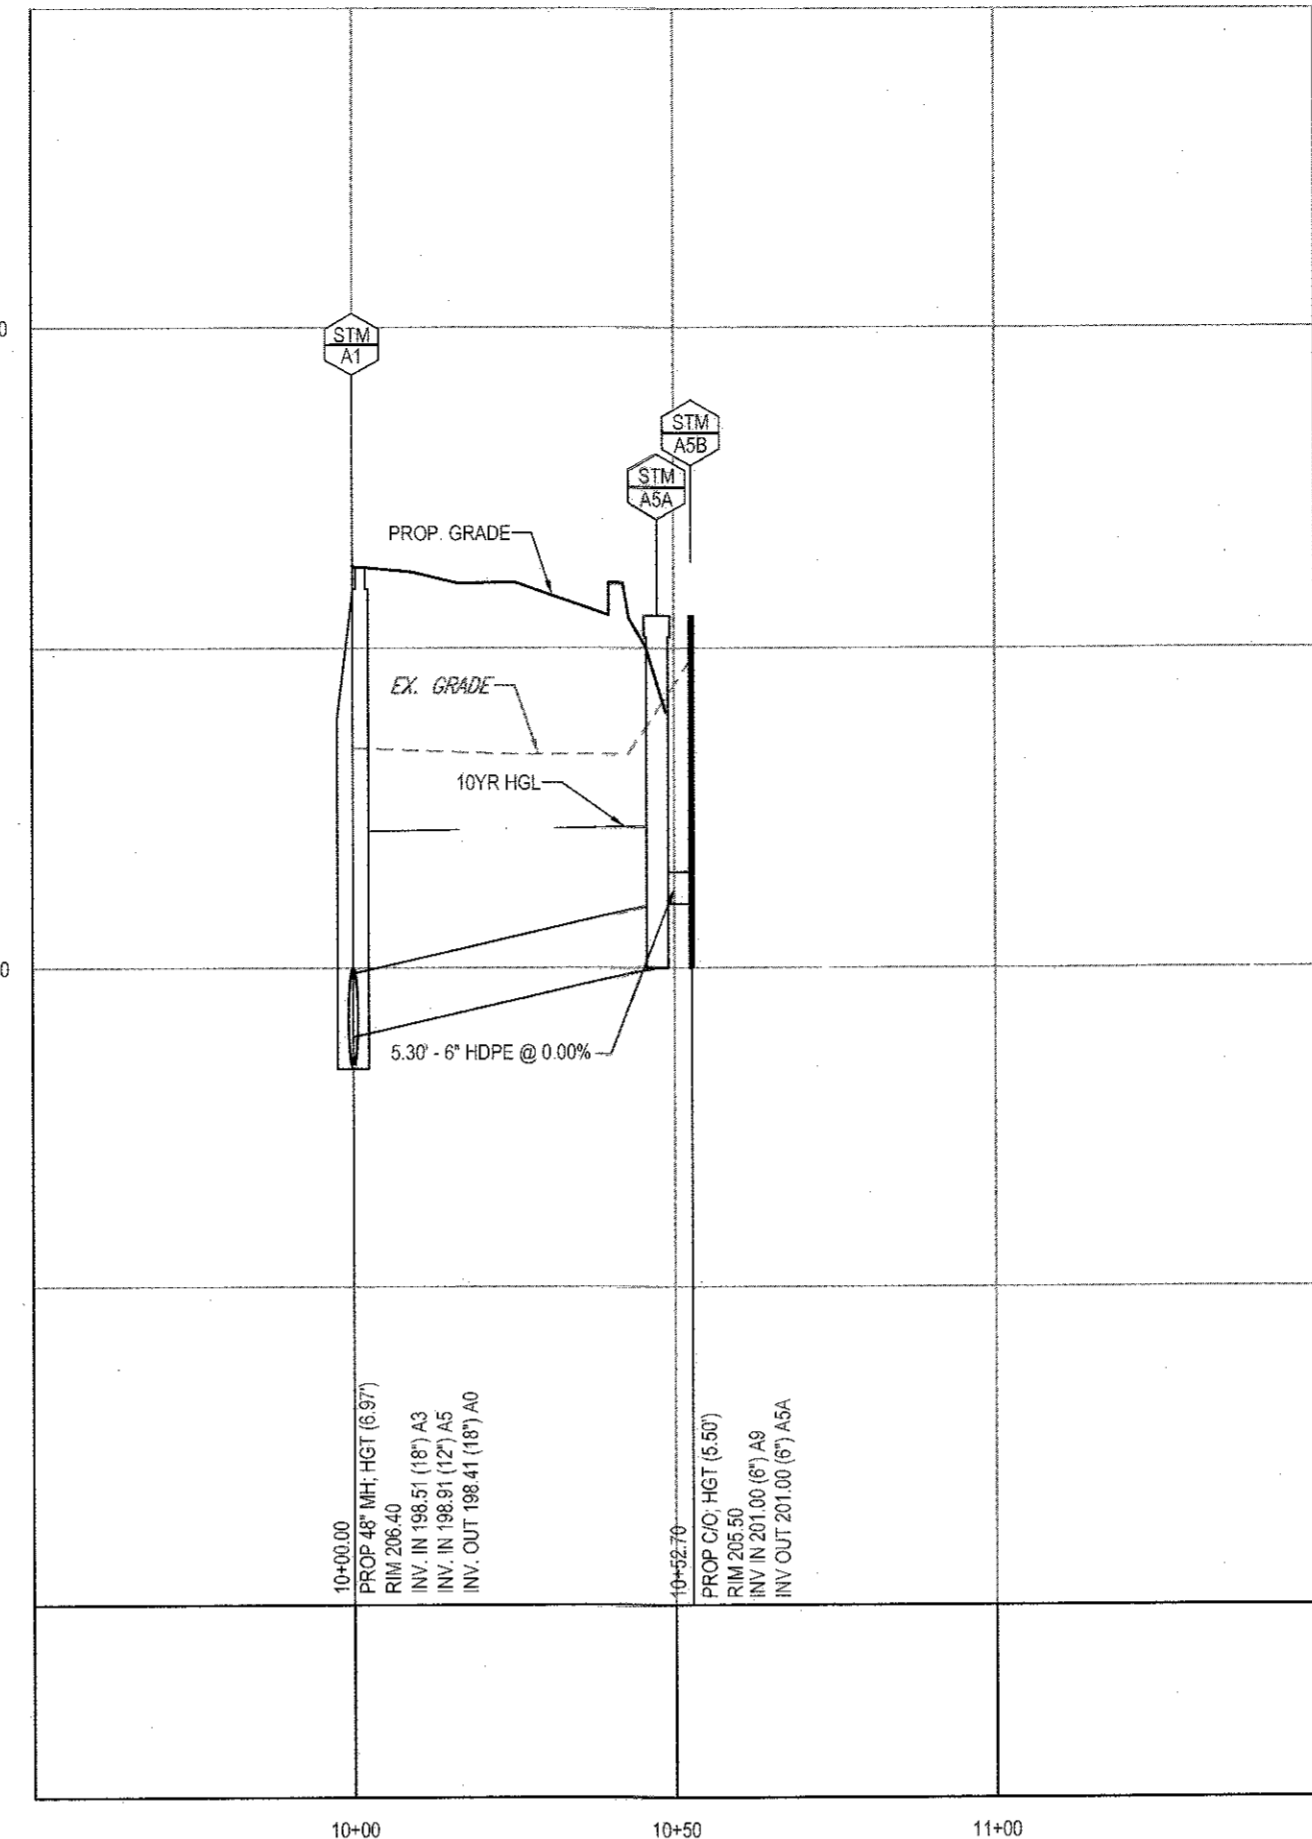 0
STM
A1
STM
A5B
STM
A5A
PROP. GRADE
EX. GRADE
10YR HGL
0
5.30' - 6" HDPE @ 0.00%
10+00.00
PROP 48" MH; HGT (6.97')
RIM 206.40
INV. IN 198.51 (18") A3
INV. IN 198.91 (12") A5
INV. OUT 198.41 (18") A0
10+52.70
PROP C/O; HGT (5.50')
RIM 205.50
INV IN 201.00 (6") A9
INV OUT 201.00 (6") A5A
10+00
10+50
11+00